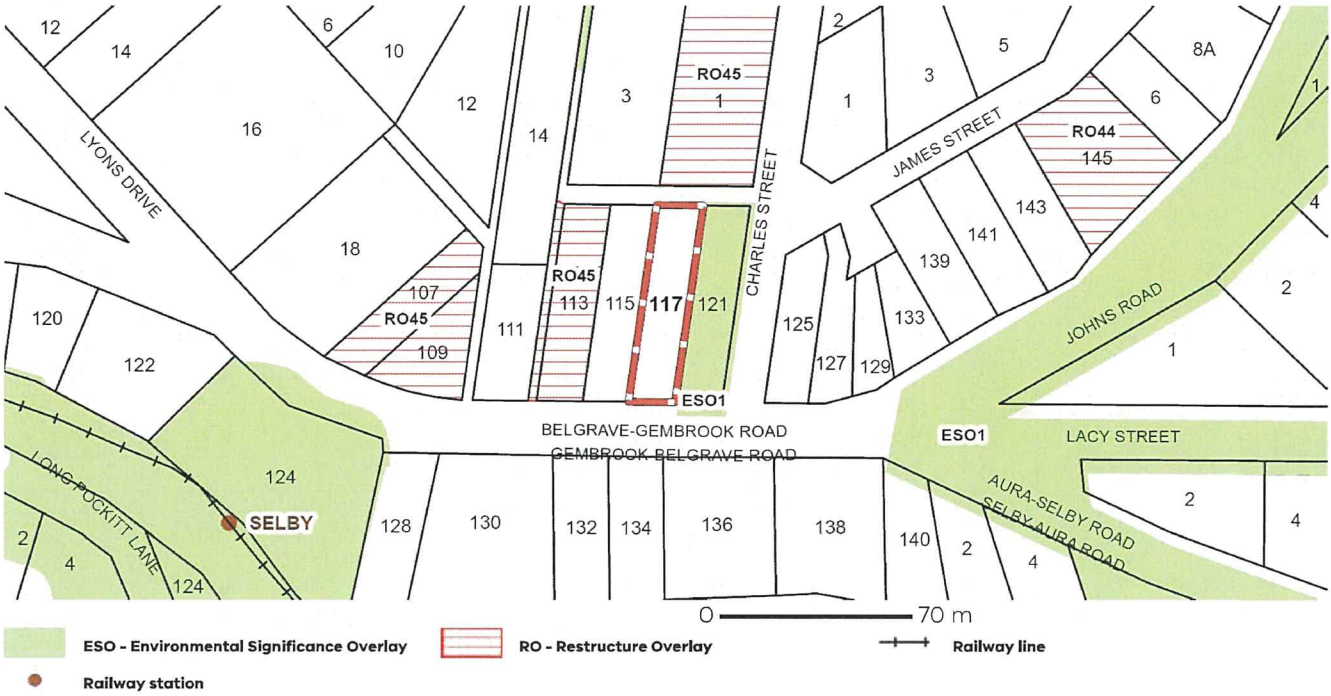 12
14
6
10
12
16
LYONS DRIVE
18
14
3
RO45
1
2
1
3
5
8A
6
1
JAMES STREET
RO44
145
143
141
139
4
CHARLES STREET
107
RO45
109
111
RO45
113
115
117
121
125
127
129
133
JOHNS ROAD
2
1
120
122
ESO1
BELGRAVE-GEMBROOK ROAD
GEMBROOK-BELGRAVE ROAD
ESO1
LACY STREET
124
LONG POCKITT LANE
SELBY
2
4
124
128
130
132
134
136
138
140
2
4
AURA-SELBY ROAD
SELBY-AURA ROAD
2
4
0 70 m
ESO - Environmental Significance Overlay
RO - Restructure Overlay
Railway line
Railway station